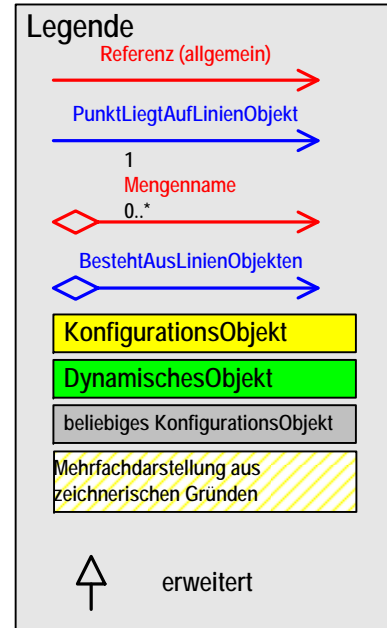 Legende
Referenz (allgemein)
PunktLiegtAufLinienObjekt
1
Mengenname
0..*
BestehtAusLinienObjekten
KonfigurationsObjekt
DynamischesObjekt
beliebiges KonfigurationsObjekt
Mehrfachdarstellung aus
zeichnerischen Gründen
erweitert